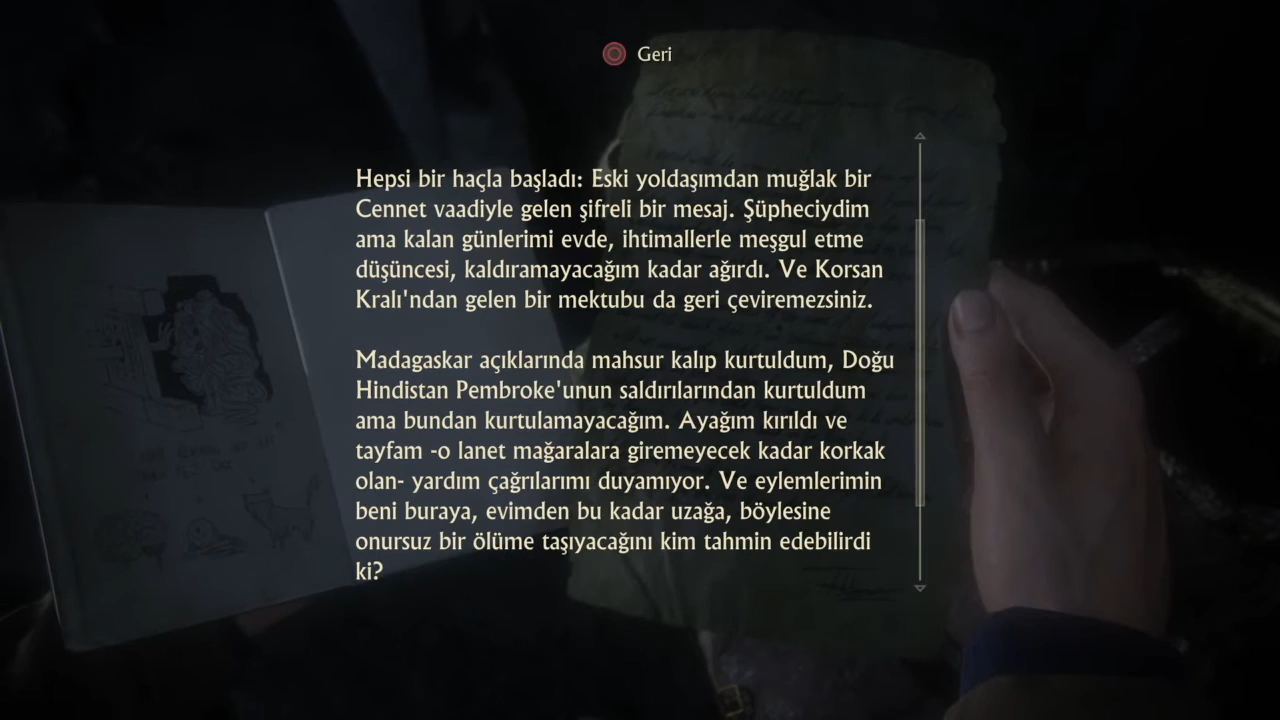 Geri
Hepsi bir haçla başladı: Eski yoldaşımdan muğlak bir
Cennet vaadiyle gelen şifreli bir mesaj. Şüpheciydim
ama kalan günlerimi evde, ihtimallerle meşgul etme
düşüncesi, kaldıramayacağım kadar ağırdı. Ve Korsan
Kralı'ndan gelen bir mektubu da geri çeviremezsiniz.
Madagaskar açıklarında mahsur kalıp kurtuldum, Doğu
Hindistan Pembroke'unun saldırılarından kurtuldum
ama bundan kurtulamayacağım. Ayağım kırıldı ve
tayfam -o lanet mağaralara giremeyecek kadar korkak
olan- yardım çağrılarımı duyamıyor. Ve eylemlerimin
beni buraya, evimden bu kadar uzağa, böylesine
onursuz bir ölüme taşıyacağını kim tahmin edebilirdi
ki?